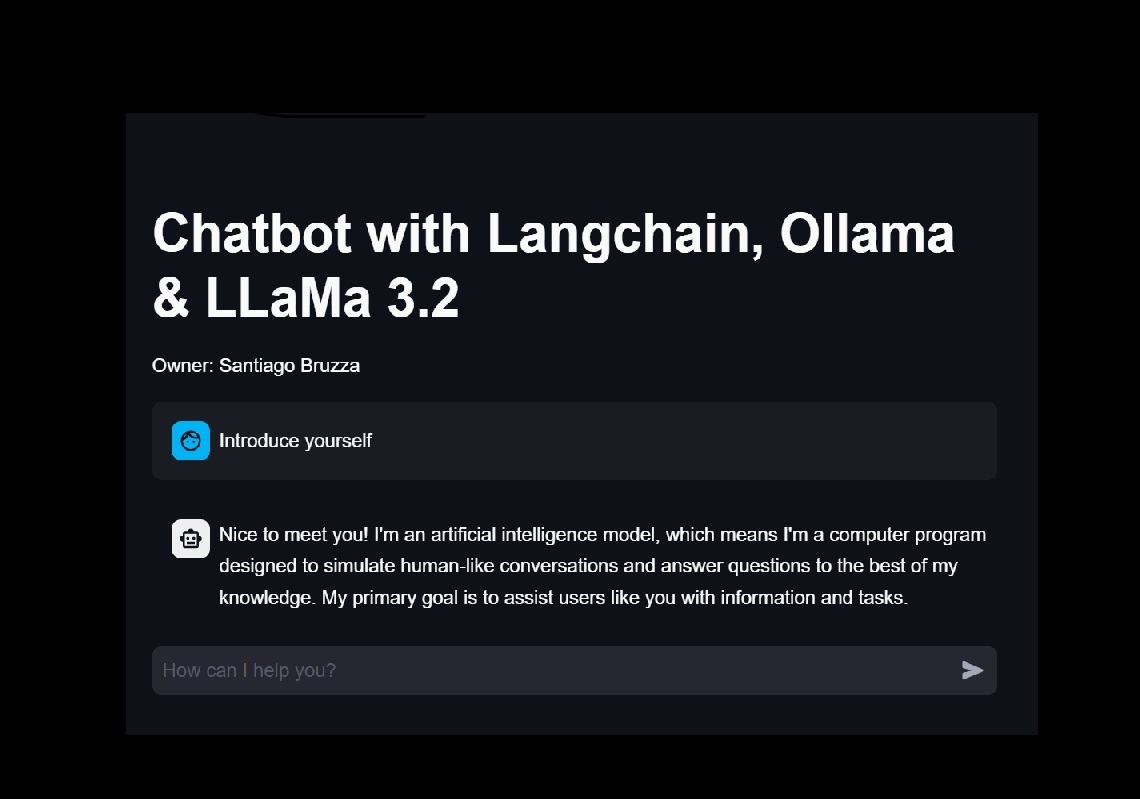 Chatbot with Langchain, Ollama
& LLaMa 3.2
Owner: Santiago Bruzza
Introduce yourself
Nice to meet you! I'm an artificial intelligence model, which means I'm a computer program
designed to simulate human-like conversations and answer questions to the best of my
knowledge. My primary goal is to assist users like you with information and tasks.
How can I help you?